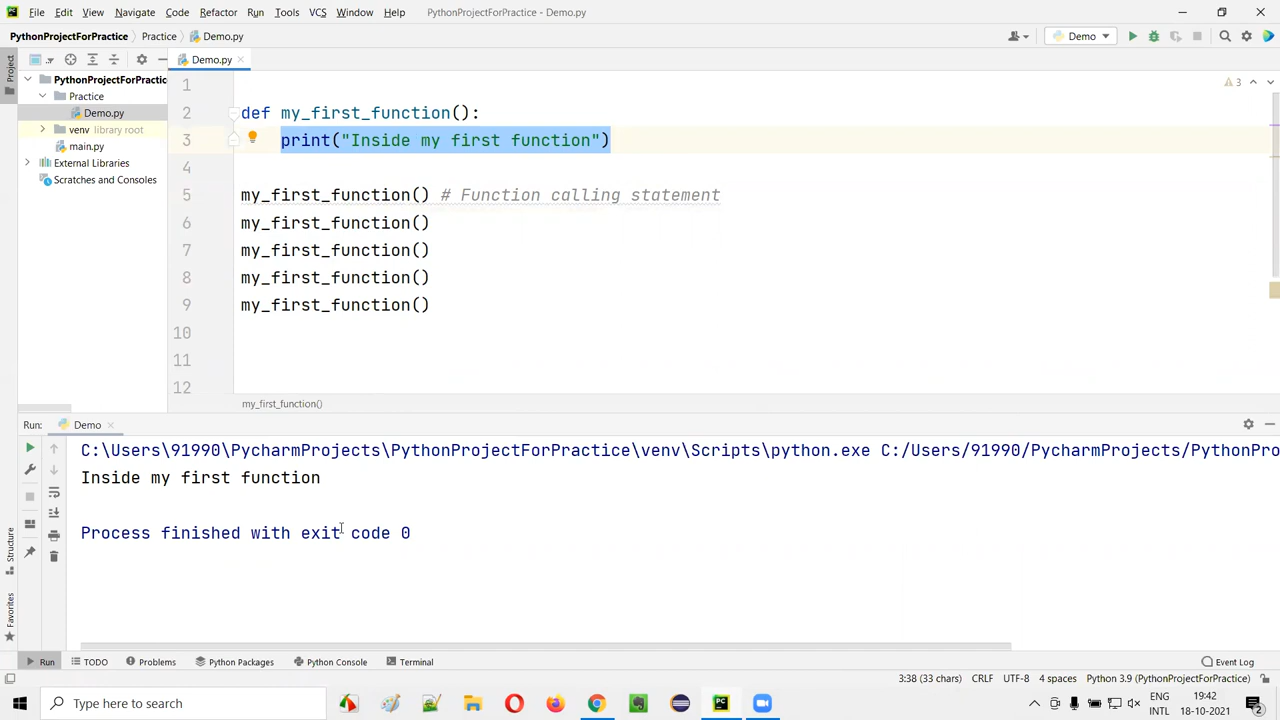 File Edit View Navigate Code Refactor Run Tools VCS Window Help PythonProjectForPractice - Demo.py
PythonProjectForPractice Practice Demo.py Demo
Project Demo.py
PythonProjectForPractic
Practice
Demo.py
venv library root
main.py
External Libraries
Scratches and Consoles
3
1
2 def my_first_function():
3 print("Inside my first function")
4
5 my_first_function() # Function calling statement
6 my_first_function()
7 my_first_function()
8 my_first_function()
9 my_first_function()
10
11
12
my_first_function()
Run: Demo
C:\Users\91990\PycharmProjects\PythonProjectForPractice\venv\Scripts\python.exe C:/Users/91990/PycharmProjects/PythonPro
Inside my first function
Process finished with exit code 0
Structure
Favorites
Run TODO Problems Python Packages Python Console Terminal Event Log
3:38 (33 chars) CRLF UTF-8 4 spaces Python 3.9 (PythonProjectForPractice)
Type here to search
ENG
INTL
19:42
18-10-2021
2